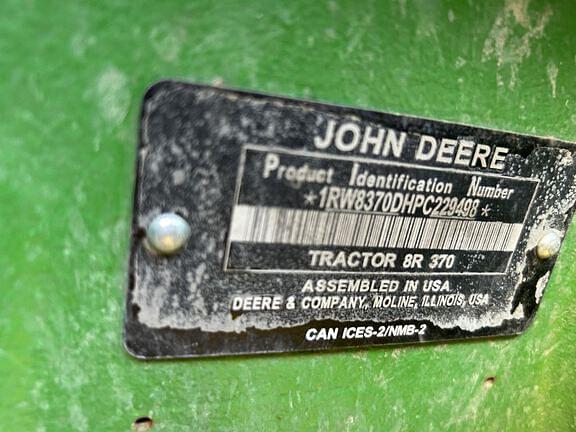 JOHN DEERE
Product Identification Number
*1RW8370DHPC229498*
TRACTOR 8R 370
ASSEMBLED IN USA
DEERE & COMPANY, MOLINE, ILLINOIS, USA
CAN ICES-2/NMB-2